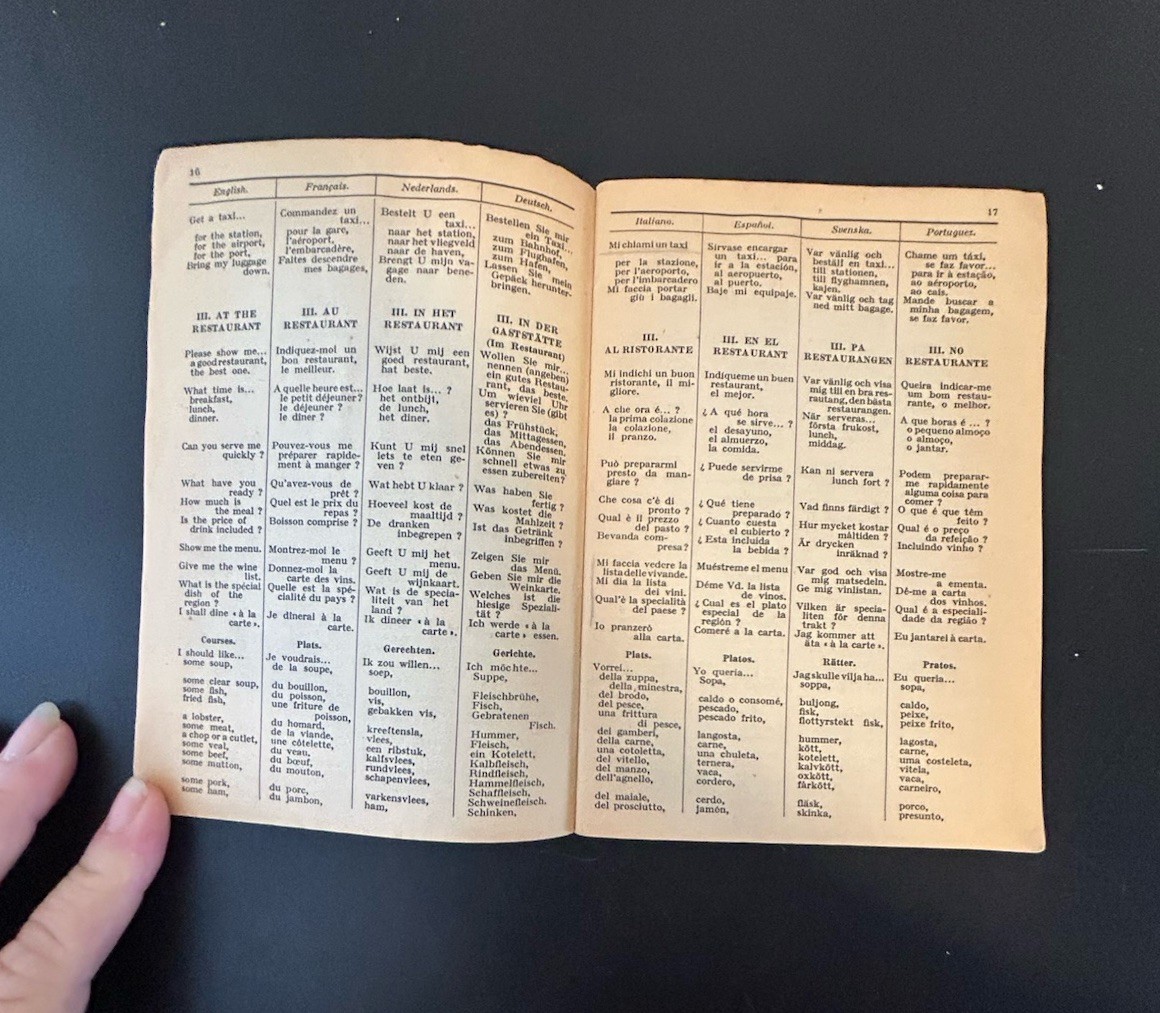 16
English.
Get a taxi...
for the station,
for the airport,
for the port,
Bring my luggage
down.
III. AT THE
RESTAURANT
Please show me...
a good restaurant,
the best one.
What time is...
breakfast,
lunch,
dinner.
Can you serve me
quickly ?
What have you
ready ?
How much is
the meal ?
Is the price of
drink included ?
Show me the menu.
Give me the wine
list.
What is the spécial
dish of the
region ?
I shall dine « à la
carte ».
Courses.
I should like...
some soup,
some clear soup,
some fish,
fried fish,
a lobster,
some meat,
a chop or a cutlet,
some veal,
some beef,
some mutton,
some pork,
some ham,
Français.
Commandez un
taxi...
pour la gare,
l'aéroport,
l'embarcadère,
Faites descendre
mes bagages,
III. AU
RESTAURANT
Indiquez-moi un
bon restaurant,
le meilleur.
A quelle heure est...
le petit déjeuner?
le déjeuner ?
le dîner ?
Pouvez-vous me
préparer rapide-
ment à manger ?
Qu'avez-vous de
prêt ?
Quel est le prix du
repas ?
Boisson comprise ?
Montrez-moi le
menu ?
Donnez-moi la
carte des vins.
Quelle est la spé-
cialité du pays ?
Je dînerai à la
carte.
Plats.
Je voudrais...
de la soupe,
du bouillon,
du poisson,
une friture de
poisson,
du homard,
de la viande,
une côtelette,
du veau,
du bœuf,
du mouton,
du porc,
du jambon,
Nederlands.
Bestelt U een
taxi...
naar het station,
naar het vliegveld
naar de haven,
Brengt U mijn va-
gage naar bene-
den.
III. IN HET
RESTAURANT
Wijst U mij een
goed restaurant,
hat beste.
Hoe laat is... ?
het ontbijt,
de lunch,
het diner.
Kunt U mij snel
iets te eten ge-
ven ?
Wat hebt U klaar ?
Hoeveel kost de
maaltijd ?
De dranken
inbegrepen ?
Geeft U mij het
menu.
Geeft U mij de
wijnkaart.
Wat is de specia-
liteit van het
land ?
Ik dineer « à la
carte ».
Gerechten.
Ik zou willen...
soep,
bouillon,
vis,
gebakken vis,
kreeftensla,
vlees,
een ribstuk,
kalfsvlees,
rundvlees,
schapenvlees,
varkensvlees,
ham,
Deutsch.
Bestellen Sie mir
ein Taxi...
zum Bahnhof,
zum Flughafen,
zum Hafen,
Lassen Sie mein
Gepäck herunter-
bringen.
III. IN DER
GASTSTÄTTE
(Im Restaurant)
Wollen Sie mir...
nennen (angeben)
ein gutes Restau-
rant, das beste.
Um wieviel Uhr
servieren Sie (gibt
es) ?
das Frühstück,
das Mittagessen,
das Abendessen.
Können Sie mir
schnell etwas zu
essen zubereiten?
Was haben Sie
fertig ?
Was kostet die
Mahlzeit ?
Ist das Getränk
inbegriffen ?
Zeigen Sie mir
das Menü.
Geben Sie mir die
Weinkarte.
Welches ist die
hiesige Speziali-
tät ?
Ich werde « à la
carte » essen.
Gerichte.
Ich möchte...
Suppe,
Fleischbrühe,
Fisch,
Gebratenen
Fisch.
Hummer,
Fleisch,
ein Kotelett,
Kalbfleisch,
Rindfleisch,
Hammelfleisch,
Schaffleisch,
Schweinefleisch.
Schinken,
17
Italiano.
Mi chiami un taxi
per la stazione,
per l'aeroporto,
per l'imbarcadero
Mi faccia portar
giù i bagagli.
III.
AL RISTORANTE
Mi indichi un buon
ristorante, il mi-
gliore.
A che ora é... ?
la prima colazione
la colazione,
il pranzo.
Può prepararmi
presto da man-
giare ?
Che cosa c'è di
pronto ?
Qual è il prezzo
del pasto ?
Bevanda com-
presa?
Mi faccia vedere la
lista delle vivande.
Mi dia la lista
dei vini.
Qual'è la specialità
del paese ?
Io pranzerò
alla carta.
Plats.
Vorrei...
della zuppa,
della minestra,
del brodo,
del pesce,
una frittura
di pesce,
dei gamberi,
della carne,
una cotoletta,
del vitello,
del manzo,
dell'agnello,
del maiale,
del prosciutto,
Español.
Sírvase encargar
un taxi... para
ir a la estación,
al aeropuerto,
al puerto.
Baje mi equipaje.
III. EN EL
RESTAURANT
Indíqueme un buen
restaurant,
el mejor.
¿ A qué hora
se sirve... ?
el desayuno,
el almuerzo,
la comida.
¿ Puede servirme
de prisa ?
¿ Qué tiene
preparado ?
¿ Cuanto cuesta
el cubierto ?
¿ Esta incluida
la bebida ?
Muéstreme el menu
Déme Vd. la lista
de vinos.
¿ Cual es el plato
especial de la
región ?
Comeré a la carta.
Platos.
Yo quería...
Sopa,
caldo o consomé,
pescado,
pescado frito,
langosta,
carne,
una chuleta,
ternera,
vaca,
cordero,
cerdo,
jamón,
Svenska.
Var vänlig och
beställ en taxi...
till stationen,
till flyghamnen,
kajen.
Var vänlig och tag
ned mitt bagage.
III. PA
RESTAURANGEN
Var vänlig och visa
mig till en bra res-
rautang, den bästa
restaurangen.
När serveras...
första frukost,
lunch,
middag.
Kan ni servera
lunch fort ?
Vad finns färdigt ?
Hur mycket kostar
måltiden ?
Är drycken
inräknad ?
Var god och visa
mig matsedeln.
Ge mig vinlistan.
Vilken är specia-
liten för denna
trakt ?
Jag kommer att
äta « à la carte ».
Rätter.
Jag skulle vilja ha...
soppa,
buljong,
fisk,
flottyrstekt fisk,
hummer,
kött,
kotelett,
kalvkött,
oxkött,
fårkött,
fläsk,
skinka,
Portuguez.
Chame um táxi,
se faz favor...
para ir à estação,
ao aéroporto,
ao cais.
Mande buscar a
minha bagagem,
se faz favor.
III. NO
RESTAURANTE
Queira indicar-me
um bom restau-
rante, o melhor.
A que horas é ... ?
o pequeno almoço
o almoço,
o jantar.
Podem preparar-
me rapidamente
alguma coisa para
comer ?
O que é que têm
feito ?
Qual é o preço
da refeição ?
Incluindo vinho ?
Mostre-me
a ementa.
Dê-me a carta
dos vinhos.
Qual é a especiali-
dade da região ?
Eu jantarei à carta.
Pratos.
Eu queria...
sopa,
caldo,
peixe,
peixe frito,
lagosta,
carne,
uma costeleta,
vitela,
vaca,
carneiro,
porco,
presunto,